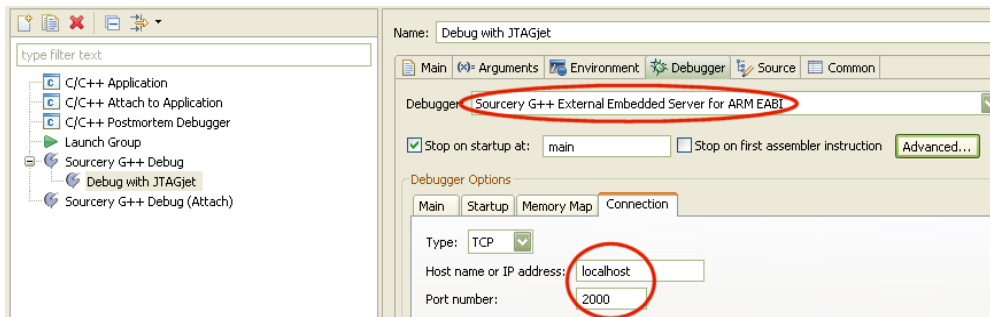 Name: Debug with JTAGjet
type filter text
Main (x)= Arguments Environment Debugger Source Common
C/C++ Application
C/C++ Attach to Application
C/C++ Postmortem Debugger
Launch Group
Sourcery G++ Debug
Debug with JTAGjet
Sourcery G++ Debug (Attach)
Debugger Sourcery G++ External Embedded Server for ARM EABI
Stop on startup at: main Stop on first assembler instruction Advanced...
Debugger Options
Main Startup Memory Map Connection
Type: TCP
Host name or IP address: localhost
Port number: 2000